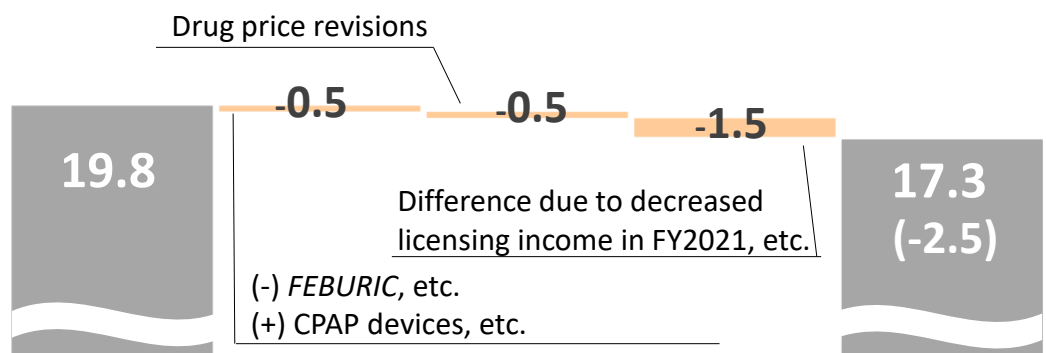 Drug price revisions
-0.5
-0.5
-1.5
19.8
17.3
(-2.5)
Difference due to decreased
licensing income in FY2021, etc.
(-) FEBURIC, etc.
(+) CPAP devices, etc.